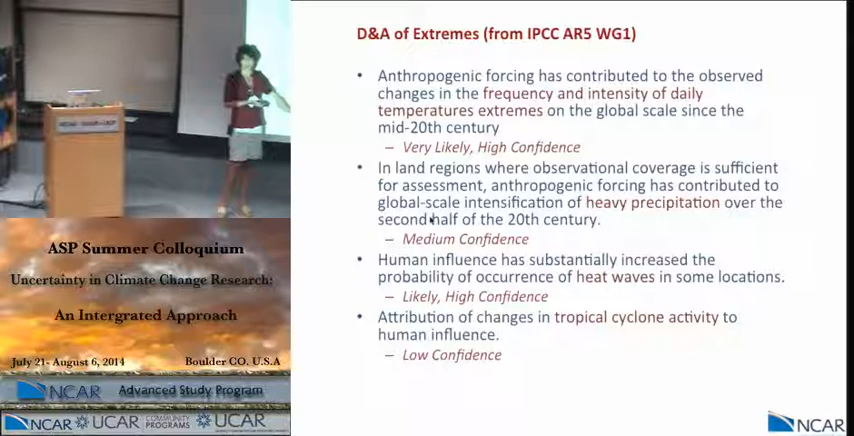 D&A of Extremes (from IPCC AR5 WG1)
• Anthropogenic forcing has contributed to the observed
changes in the frequency and intensity of daily
temperatures extremes on the global scale since the
mid-20th century
– Very Likely, High Confidence
• In land regions where observational coverage is sufficient
for assessment, anthropogenic forcing has contributed to
global-scale intensification of heavy precipitation over the
second half of the 20th century.
– Medium Confidence
• Human influence has substantially increased the
probability of occurrence of heat waves in some locations.
– Likely, High Confidence
• Attribution of changes in tropical cyclone activity to
human influence.
– Low Confidence
NCAR
ASP Summer Colloquium
Uncertainty in Climate Change Research:
An Intergrated Approach
July 21- August 6, 2014 Boulder CO. U.S.A
NCAR Advanced Study Program
NCAR UCAR COMMUNITY PROGRAMS UCAR